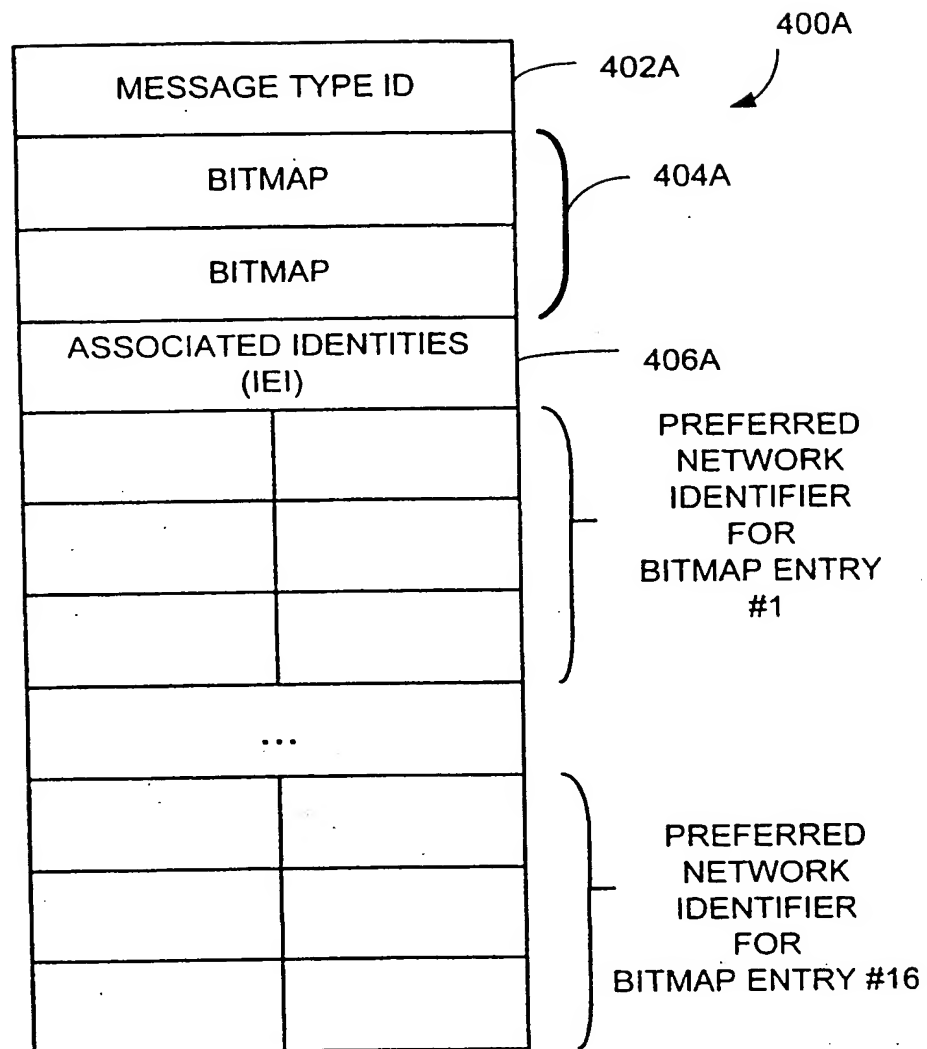 400A
MESSAGE TYPE ID
402A
BITMAP
404A
BITMAP
ASSOCIATED IDENTITIES
(IEI)
406A
PREFERRED
NETWORK
IDENTIFIER
FOR
BITMAP ENTRY
#1
...
PREFERRED
NETWORK
IDENTIFIER
FOR
BITMAP ENTRY #16